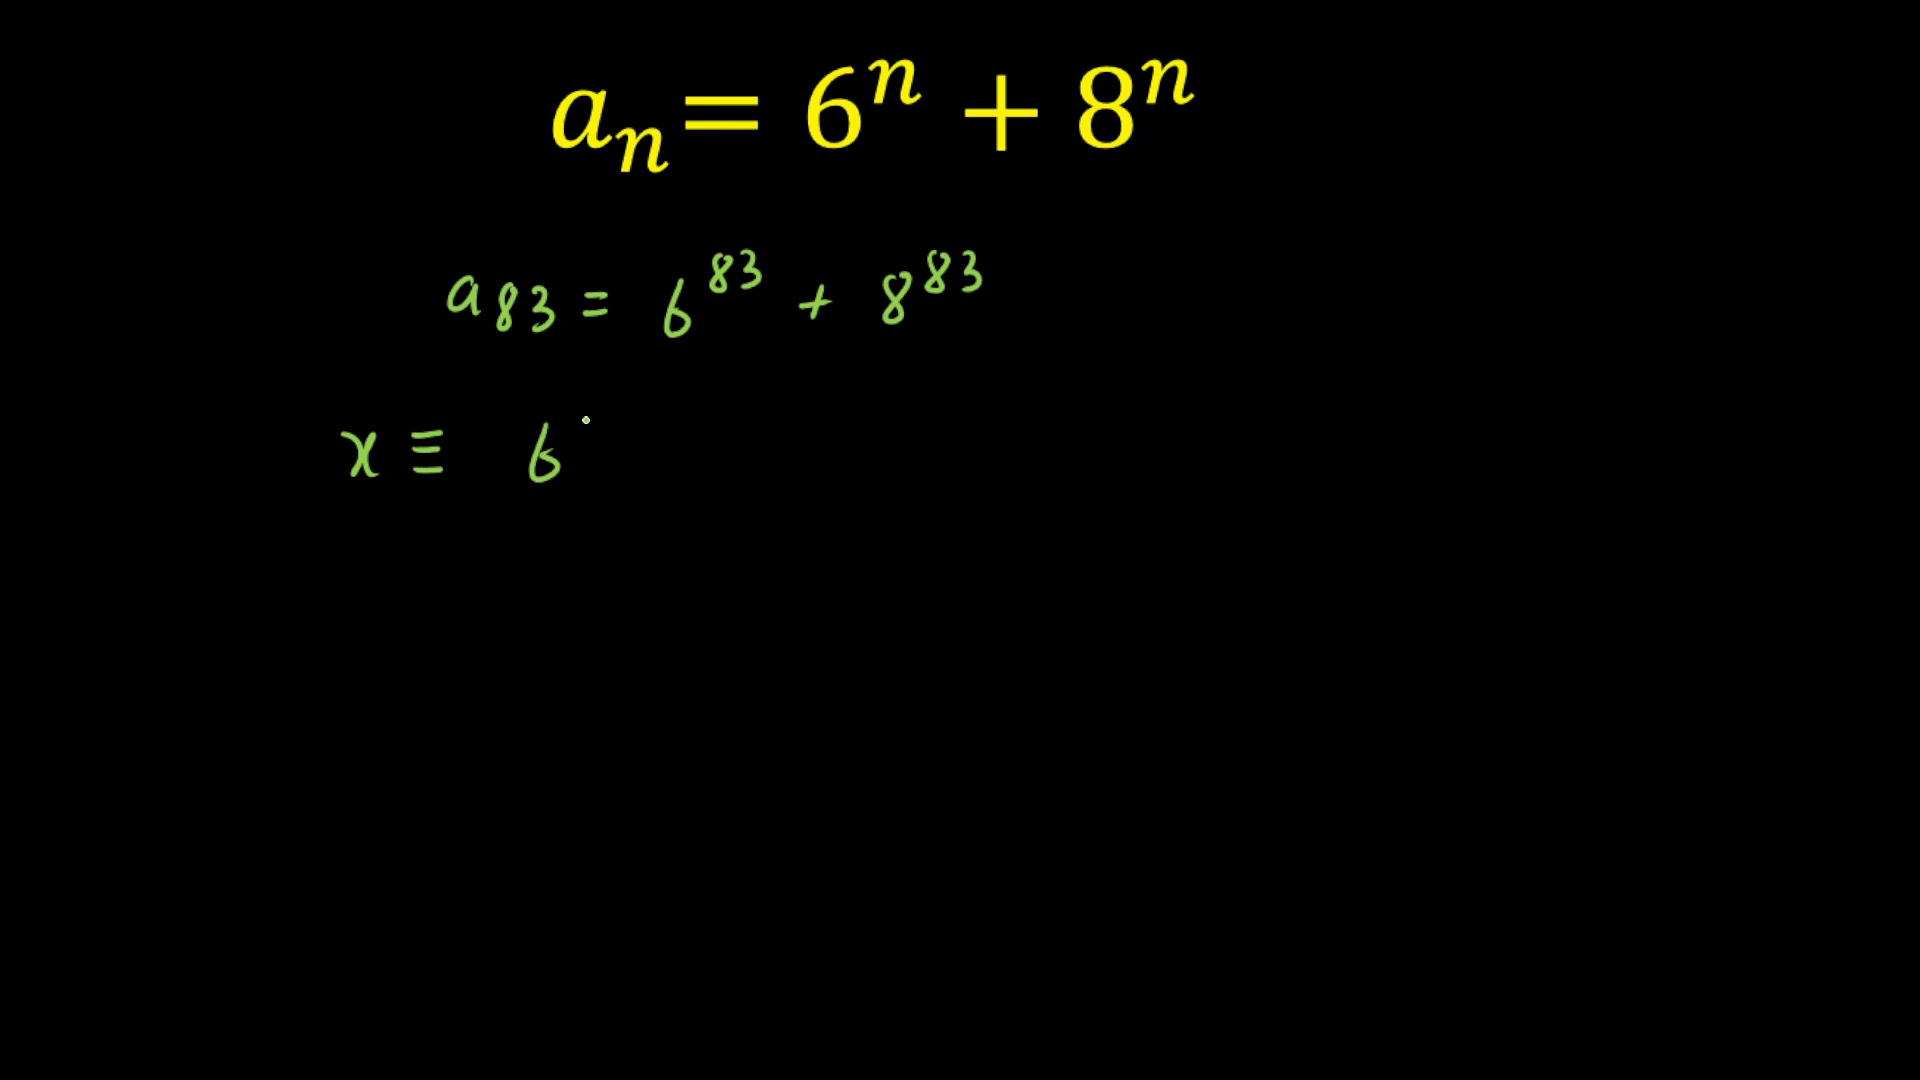 aₙ = 6ⁿ + 8ⁿ
a₈₃ = 6⁸³ + 8⁸³
x ≡ 6